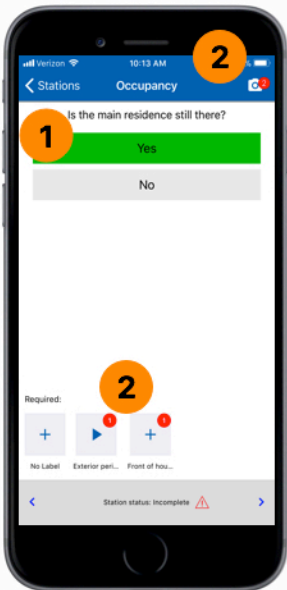 Verizon 10:13 AM %
2
Stations Occupancy 2
Is the main residence still there?
1
Yes
No
2
Required:
1 1
No Label Exterior peri... Front of hou...
Station status: Incomplete